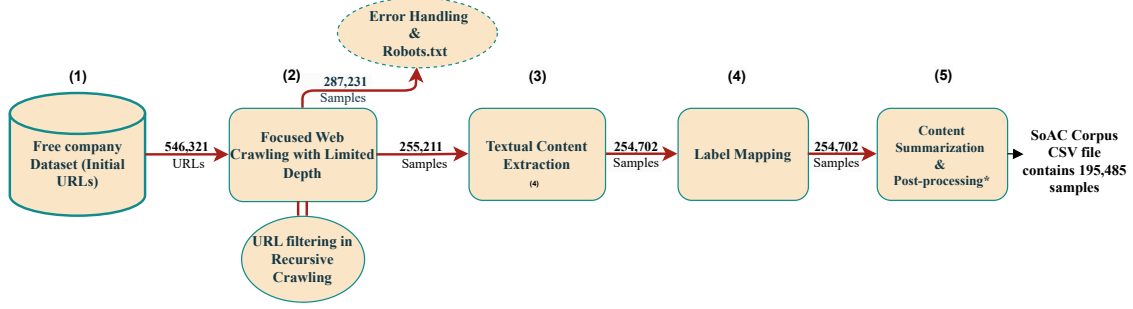 Error Handling
&
Robots.txt
(1)
(2)
(3)
(4)
(5)
287,231
Samples
Free company
Dataset (Initial
URLs)
546,321
URLs
Focused Web
Crawling with Limited
Depth
255,211
Samples
Textual Content
Extraction
(4)
254,702
Samples
Label Mapping
254,702
Samples
Content
Summarization
&
Post-processing*
SoAC Corpus
CSV file
contains 195,485
samples
URL filtering in
Recursive
Crawling